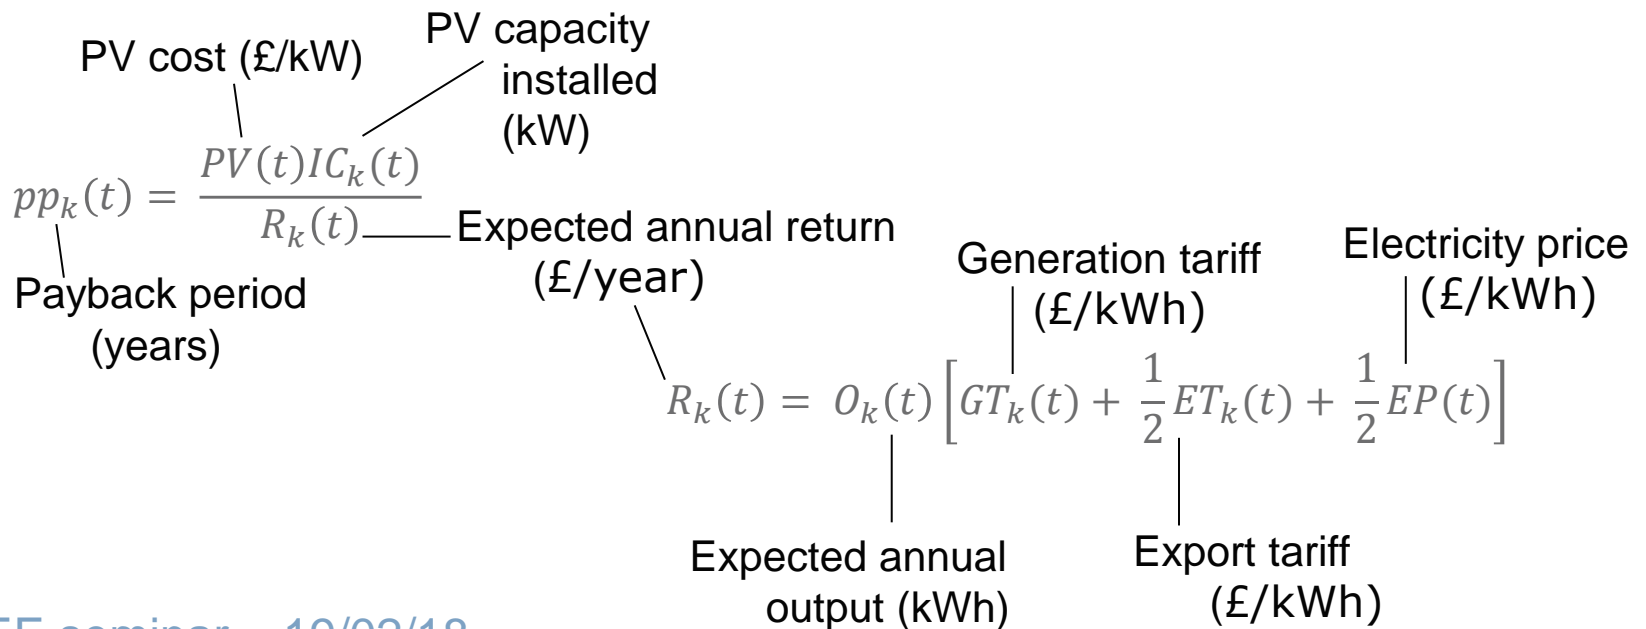 PV cost (£/kW)
PV capacity
installed
(kW)
pp_k(t) = PV(t)IC_k(t) / R_k(t)
Expected annual return
(£/year)
Payback period
(years)
Generation tariff
(£/kWh)
Electricity price
(£/kWh)
R_k(t) = O_k(t) [GT_k(t) + 1/2 ET_k(t) + 1/2 EP(t)]
Expected annual
output (kWh)
Export tariff
(£/kWh)
seminar